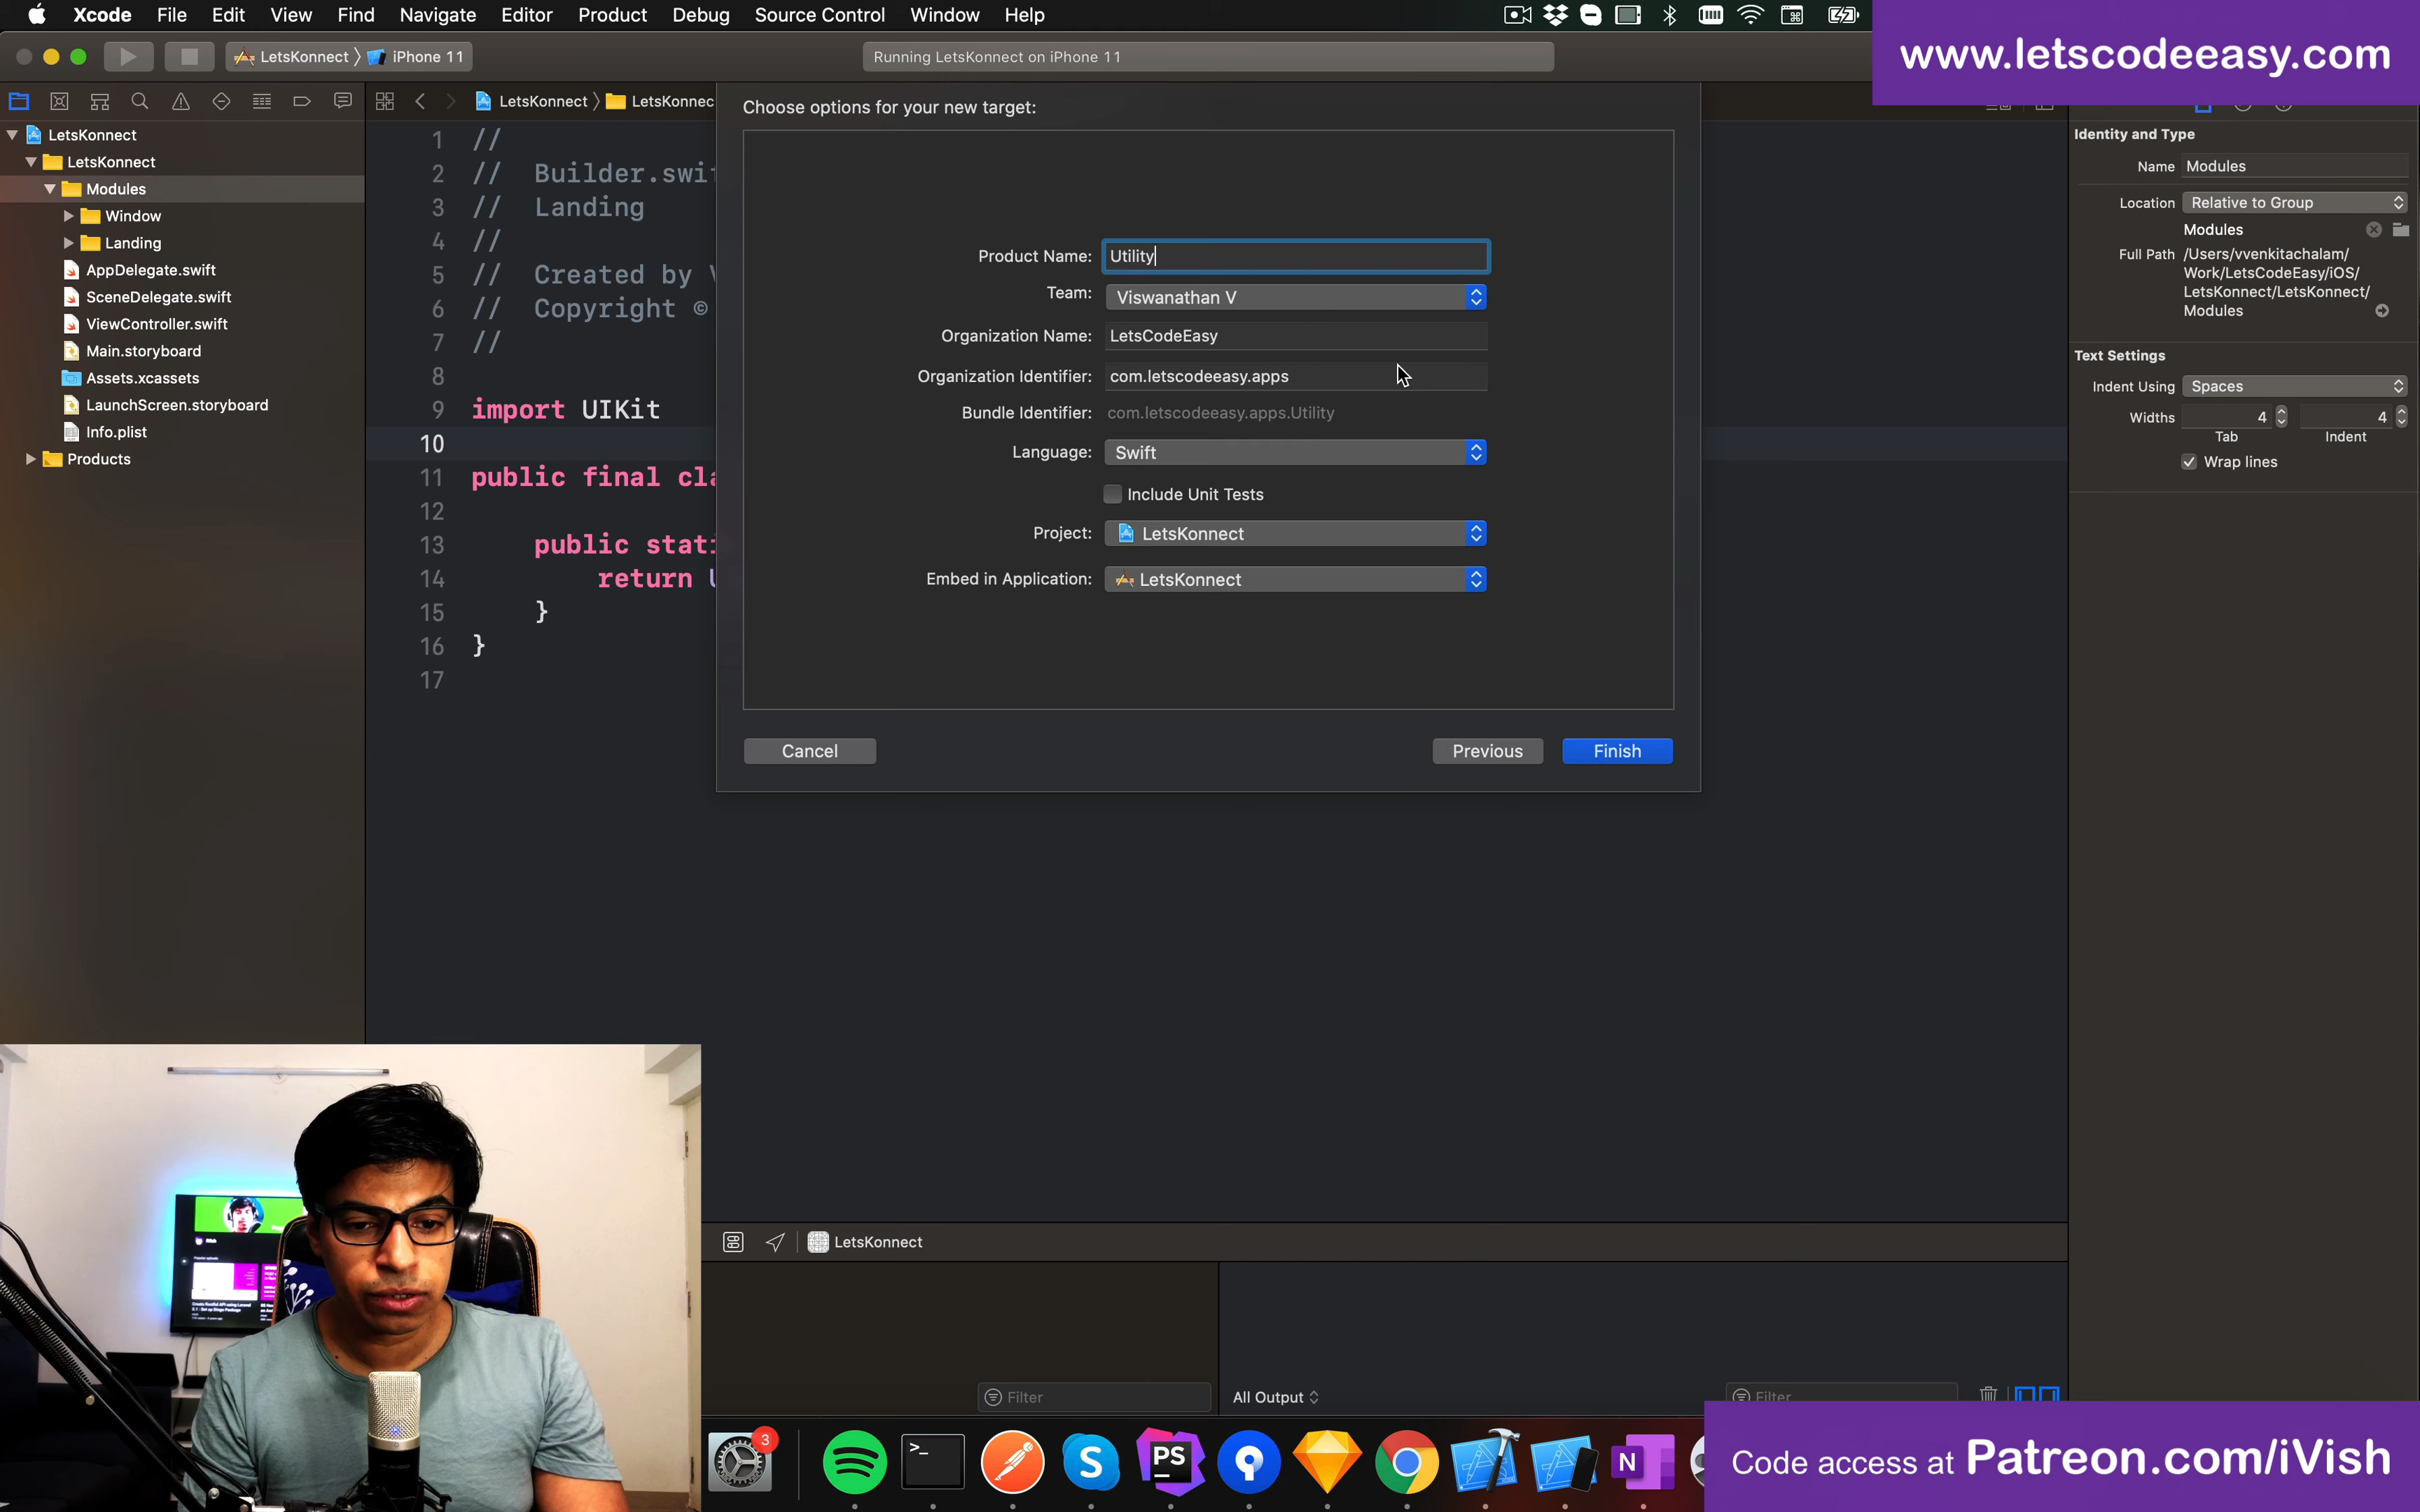 Xcode File Edit View Find Navigate Editor Product Debug Source Control Window Help
www.letscodeeasy.com
LetsKonnect iPhone 11
Running LetsKonnect on iPhone 11
LetsKonnect LetsKonnec
LetsKonnect
LetsKonnect
Modules
Window
Landing
AppDelegate.swift
SceneDelegate.swift
ViewController.swift
Main.storyboard
Assets.xcassets
LaunchScreen.storyboard
Info.plist
Products
1 //
2 // Builder.swif
3 // Landing
4 //
5 // Created by V
6 // Copyright ©
7 //
8
9 import UIKit
10
11 public final cla
12
13 public stati
14 return U
15 }
16 }
17
Choose options for your new target:
Product Name: Utility
Team: Viswanathan V
Organization Name: LetsCodeEasy
Organization Identifier: com.letscodeeasy.apps
Bundle Identifier: com.letscodeeasy.apps.Utility
Language: Swift
Include Unit Tests
Project: LetsKonnect
Embed in Application: LetsKonnect
Cancel Previous Finish
Identity and Type
Name Modules
Location Relative to Group
Modules
Full Path /Users/vvenkitachalam/
Work/LetsCodeEasy/iOS/
LetsKonnect/LetsKonnect/
Modules
Text Settings
Indent Using Spaces
Widths 4 4
Tab Indent
Wrap lines
LetsKonnect
Filter All Output Filter
3
>_
S
PS
N
Code access at Patreon.com/iVish